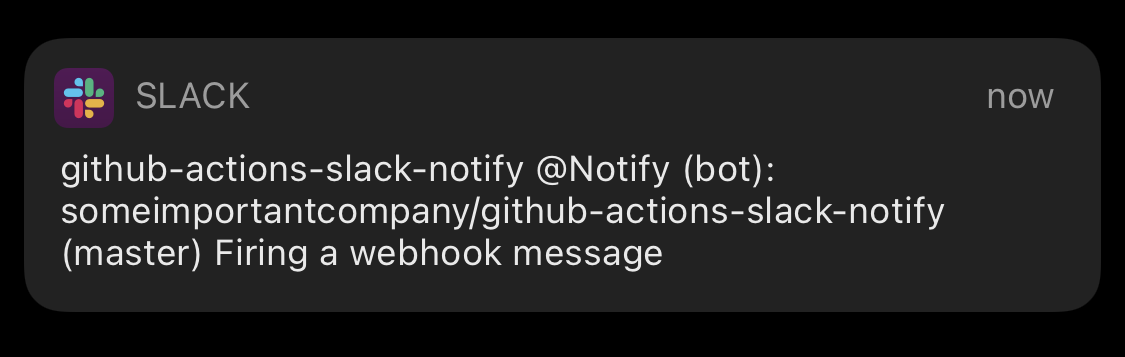 SLACK
now
github-actions-slack-notify @Notify (bot):
someimportantcompany/github-actions-slack-notify
(master) Firing a webhook message